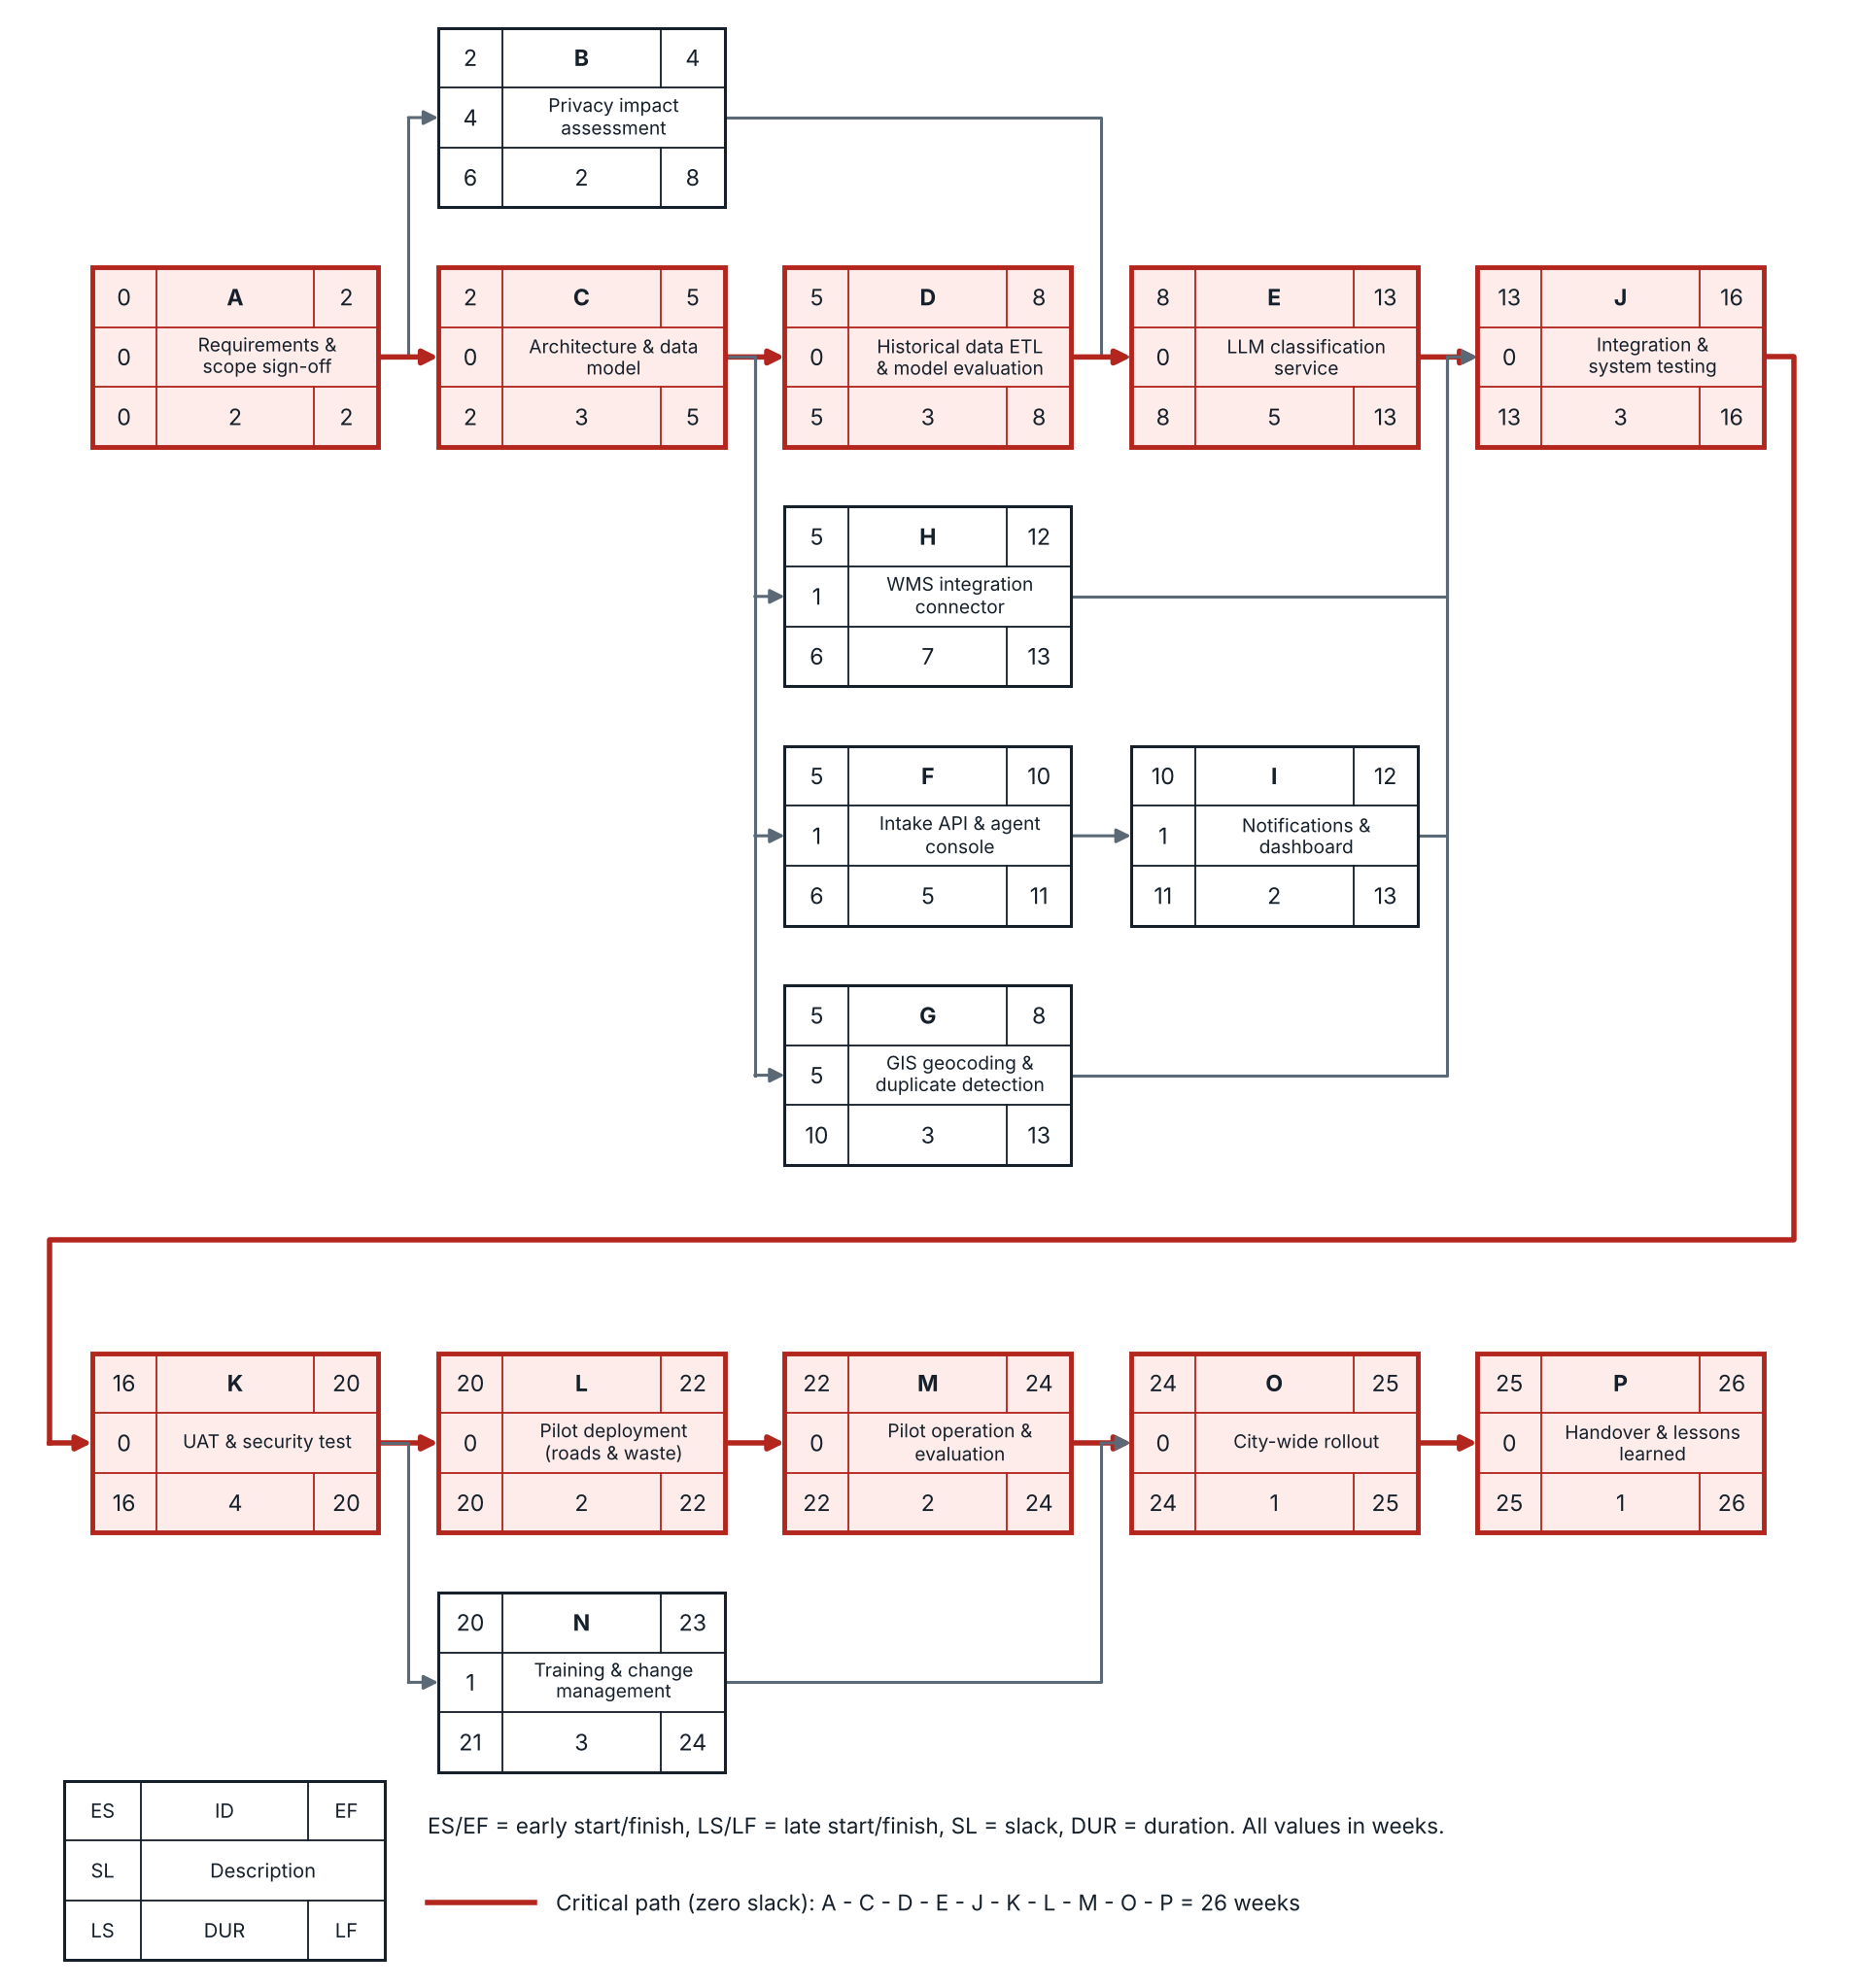 2 B 4
4 Privacy impact
assessment
6 2 8
0 A 2
0 Requirements &
scope sign-off
0 2 2
2 C 5
0 Architecture & data
model
2 3 5
5 D 8
0 Historical data ETL
& model evaluation
5 3 8
8 E 13
0 LLM classification
service
8 5 13
13 J 16
0 Integration &
system testing
13 3 16
5 H 12
1 WMS integration
connector
6 7 13
5 F 10
1 Intake API & agent
console
6 5 11
10 I 12
1 Notifications &
dashboard
11 2 13
5 G 8
5 GIS geocoding &
duplicate detection
10 3 13
16 K 20
0 UAT & security test
16 4 20
20 L 22
0 Pilot deployment
(roads & waste)
20 2 22
22 M 24
0 Pilot operation &
evaluation
22 2 24
24 O 25
0 City-wide rollout
24 1 25
25 P 26
0 Handover & lessons
learned
25 1 26
20 N 23
1 Training & change
management
21 3 24
ES ID EF
SL Description
LS DUR LF
ES/EF = early start/finish, LS/LF = late start/finish, SL = slack, DUR = duration. All values in weeks.
Critical path (zero slack): A - C - D - E - J - K - L - M - O - P = 26 weeks